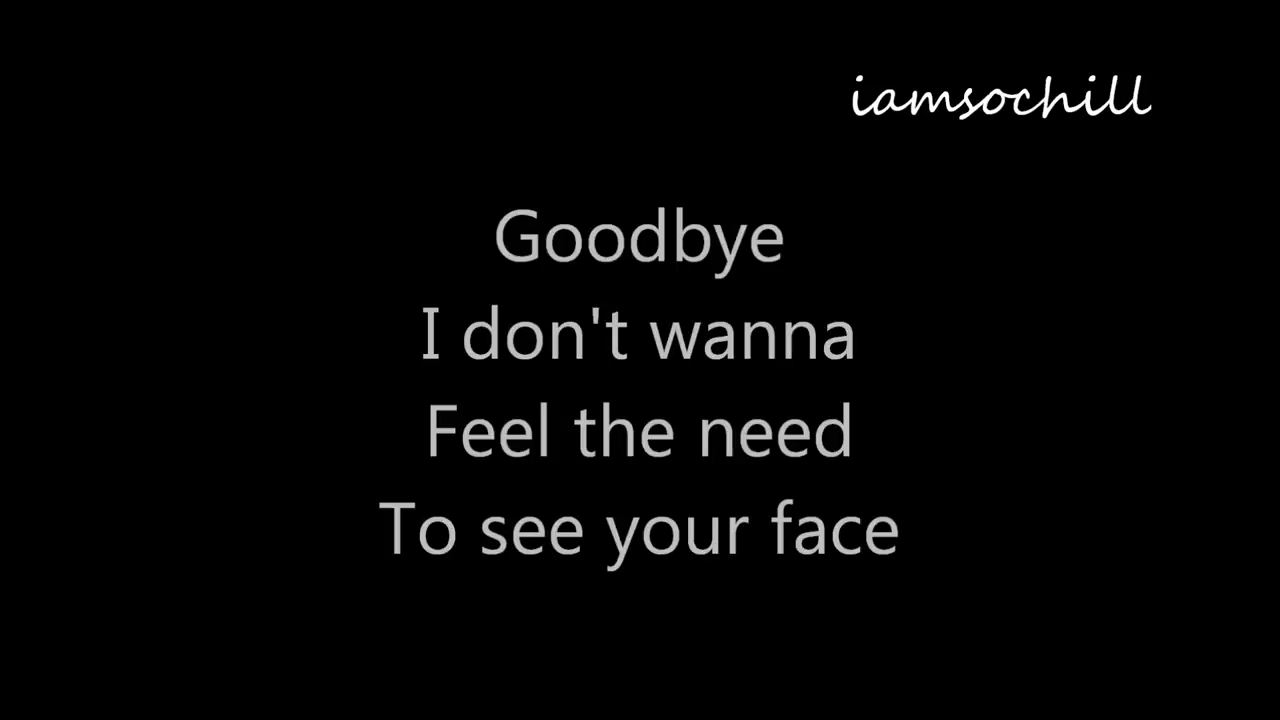 iamsochill
Goodbye
I don't wanna
Feel the need
To see your face